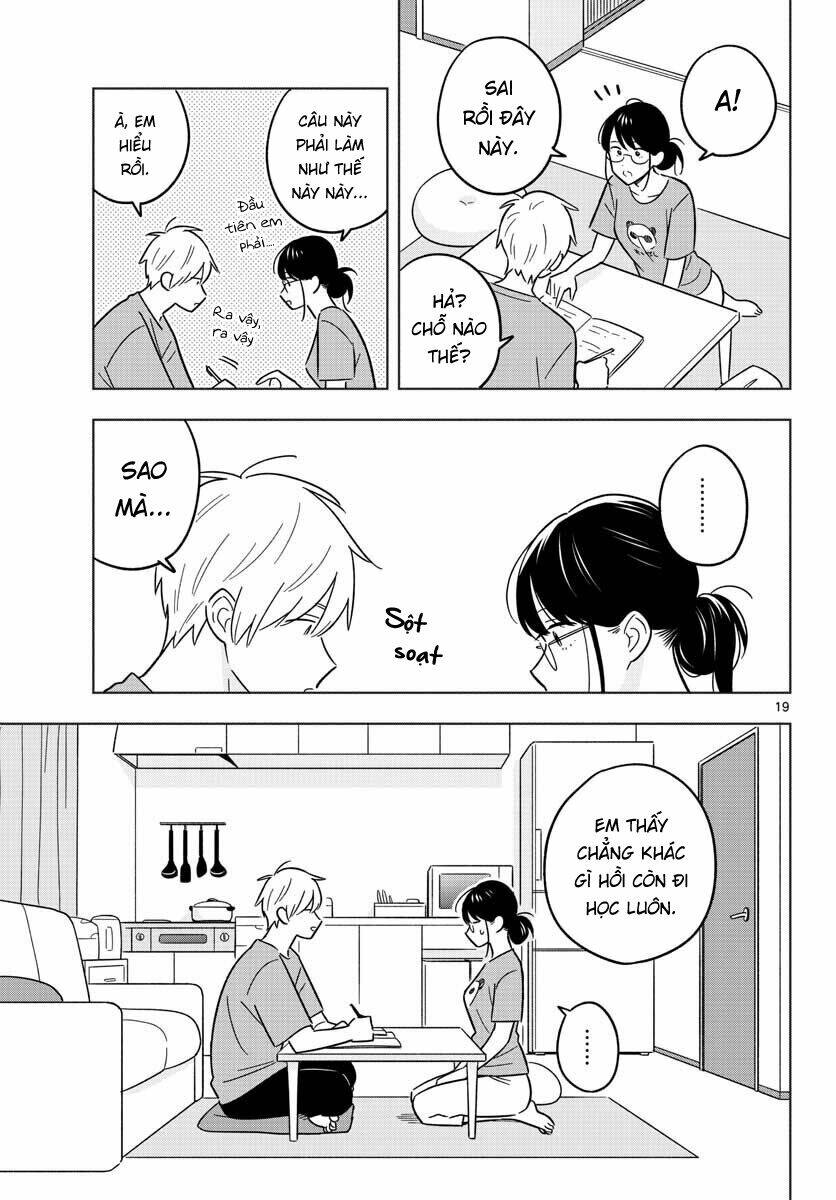 A!
SAI
RỒI ĐÂY
NÀY.
HẢ?
CHỖ NÀO
THẾ?
CÂU NÀY
PHẢI LÀM
NHƯ THẾ
NÀY NÀY...
Đầu
tiên em
phải....
À, EM
HIỂU
RỒI.
Ra vậy,
ra vậy
........
SAO
MÀ...
Sột
soạt
19
EM THẤY
CHẲNG KHÁC
GÌ HỒI CÒN ĐI
HỌC LUÔN.
......